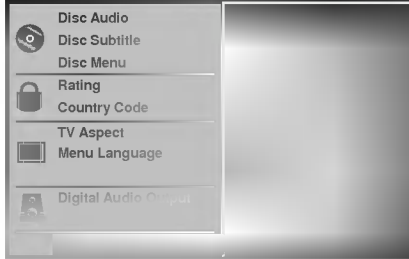 Disc Audio
Disc Subtitle
Disc Menu
Rating
Country Code
TV Aspect
Menu Language
Digital Audio Output